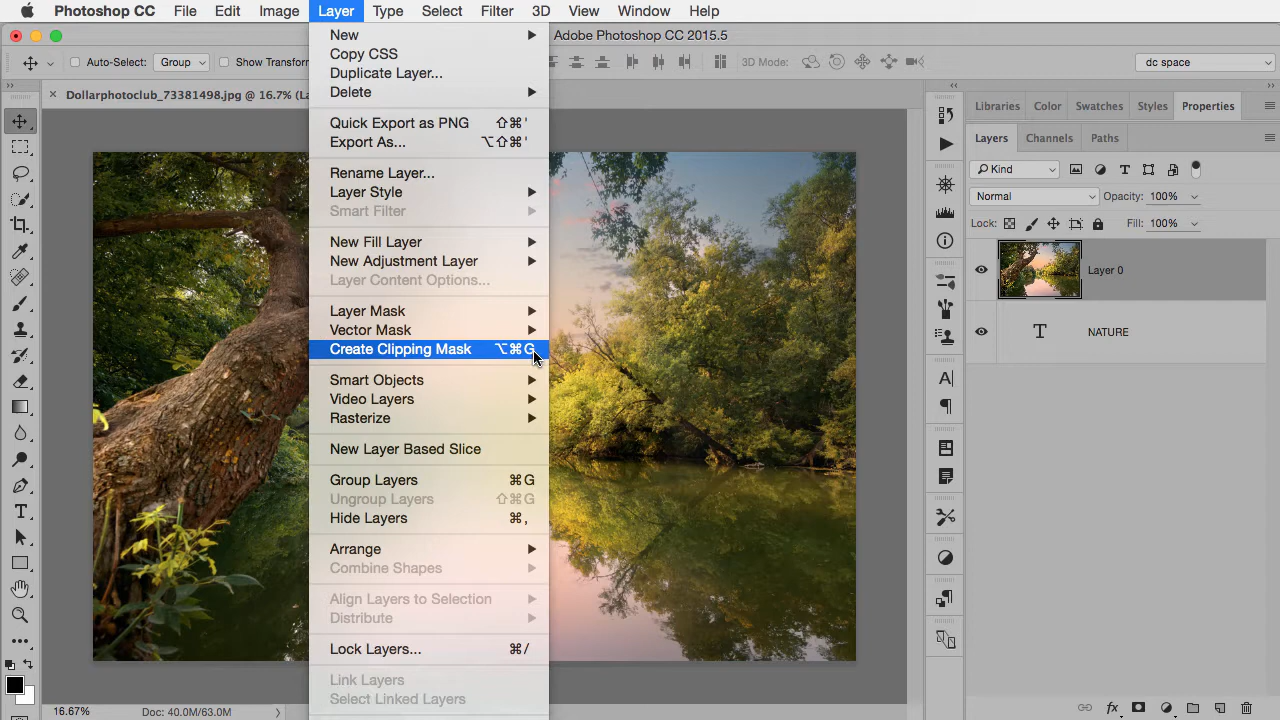 Photoshop CC File Edit Image Layer Type Select Filter 3D View Window Help
Adobe Photoshop CC 2015.5
Auto-Select: Group Show Transform 3D Mode: dc space
× Dollarphotoclub_73381498.jpg @ 16.7% (La
New
Copy CSS
Duplicate Layer...
Delete
Quick Export as PNG ⇧⌘'
Export As... ⌥⇧⌘'
Rename Layer...
Layer Style
Smart Filter
New Fill Layer
New Adjustment Layer
Layer Content Options...
Layer Mask
Vector Mask
Create Clipping Mask ⌥⌘G
Smart Objects
Video Layers
Rasterize
New Layer Based Slice
Group Layers ⌘G
Ungroup Layers ⇧⌘G
Hide Layers ⌘,
Arrange
Combine Shapes
Align Layers to Selection
Distribute
Lock Layers... ⌘/
Link Layers
Select Linked Layers
Libraries Color Swatches Styles Properties
Layers Channels Paths
Kind
Normal Opacity: 100%
Lock: Fill: 100%
Layer 0
T NATURE
16.67% Doc: 40.0M/63.0M
fx